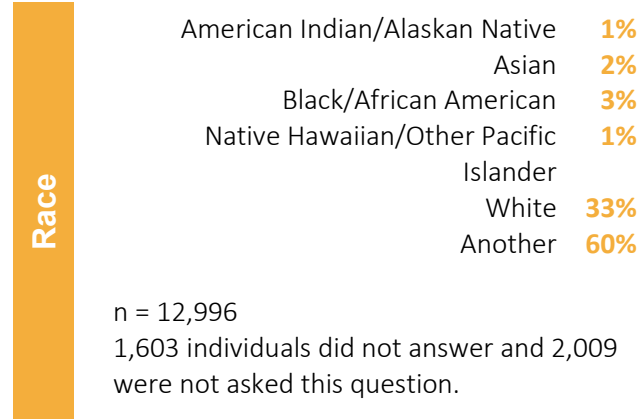 Race
American Indian/Alaskan Native 1%
Asian 2%
Black/African American 3%
Native Hawaiian/Other Pacific 1%
Islander
White 33%
Another 60%
n = 12,996
1,603 individuals did not answer and 2,009
were not asked this question.